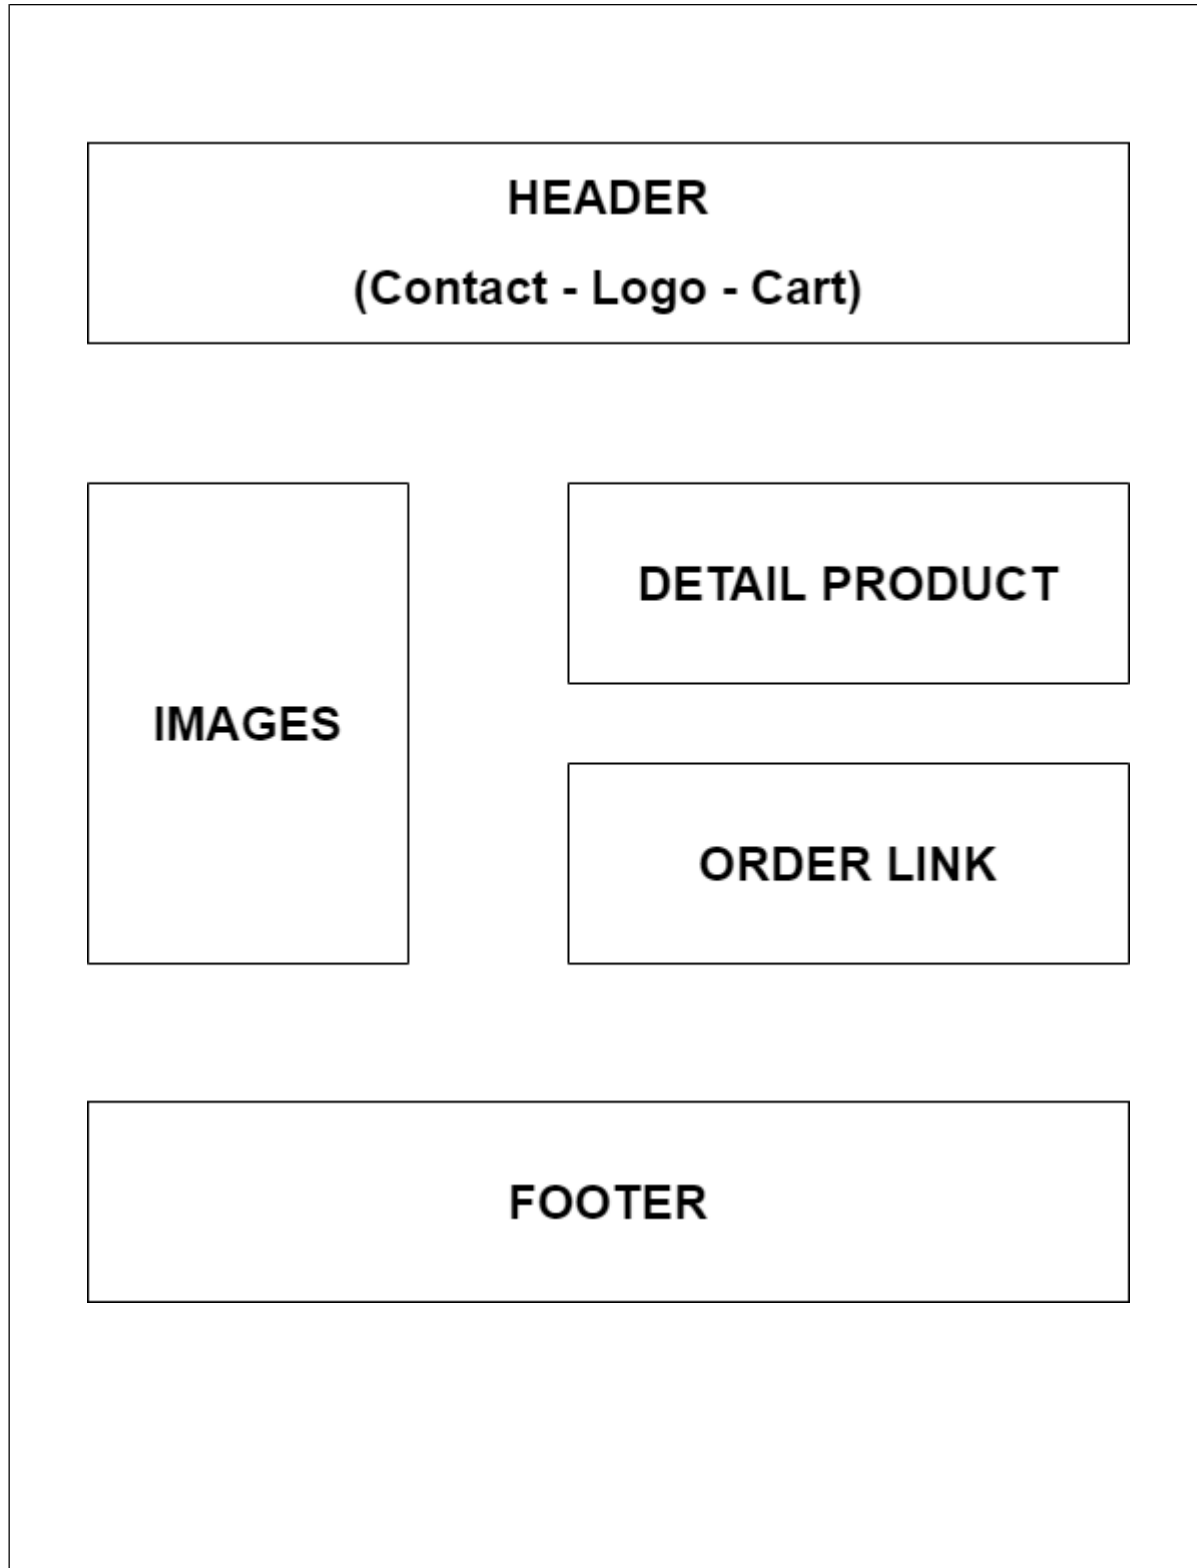 HEADER
(Contact - Logo - Cart)
IMAGES
DETAIL PRODUCT
ORDER LINK
FOOTER